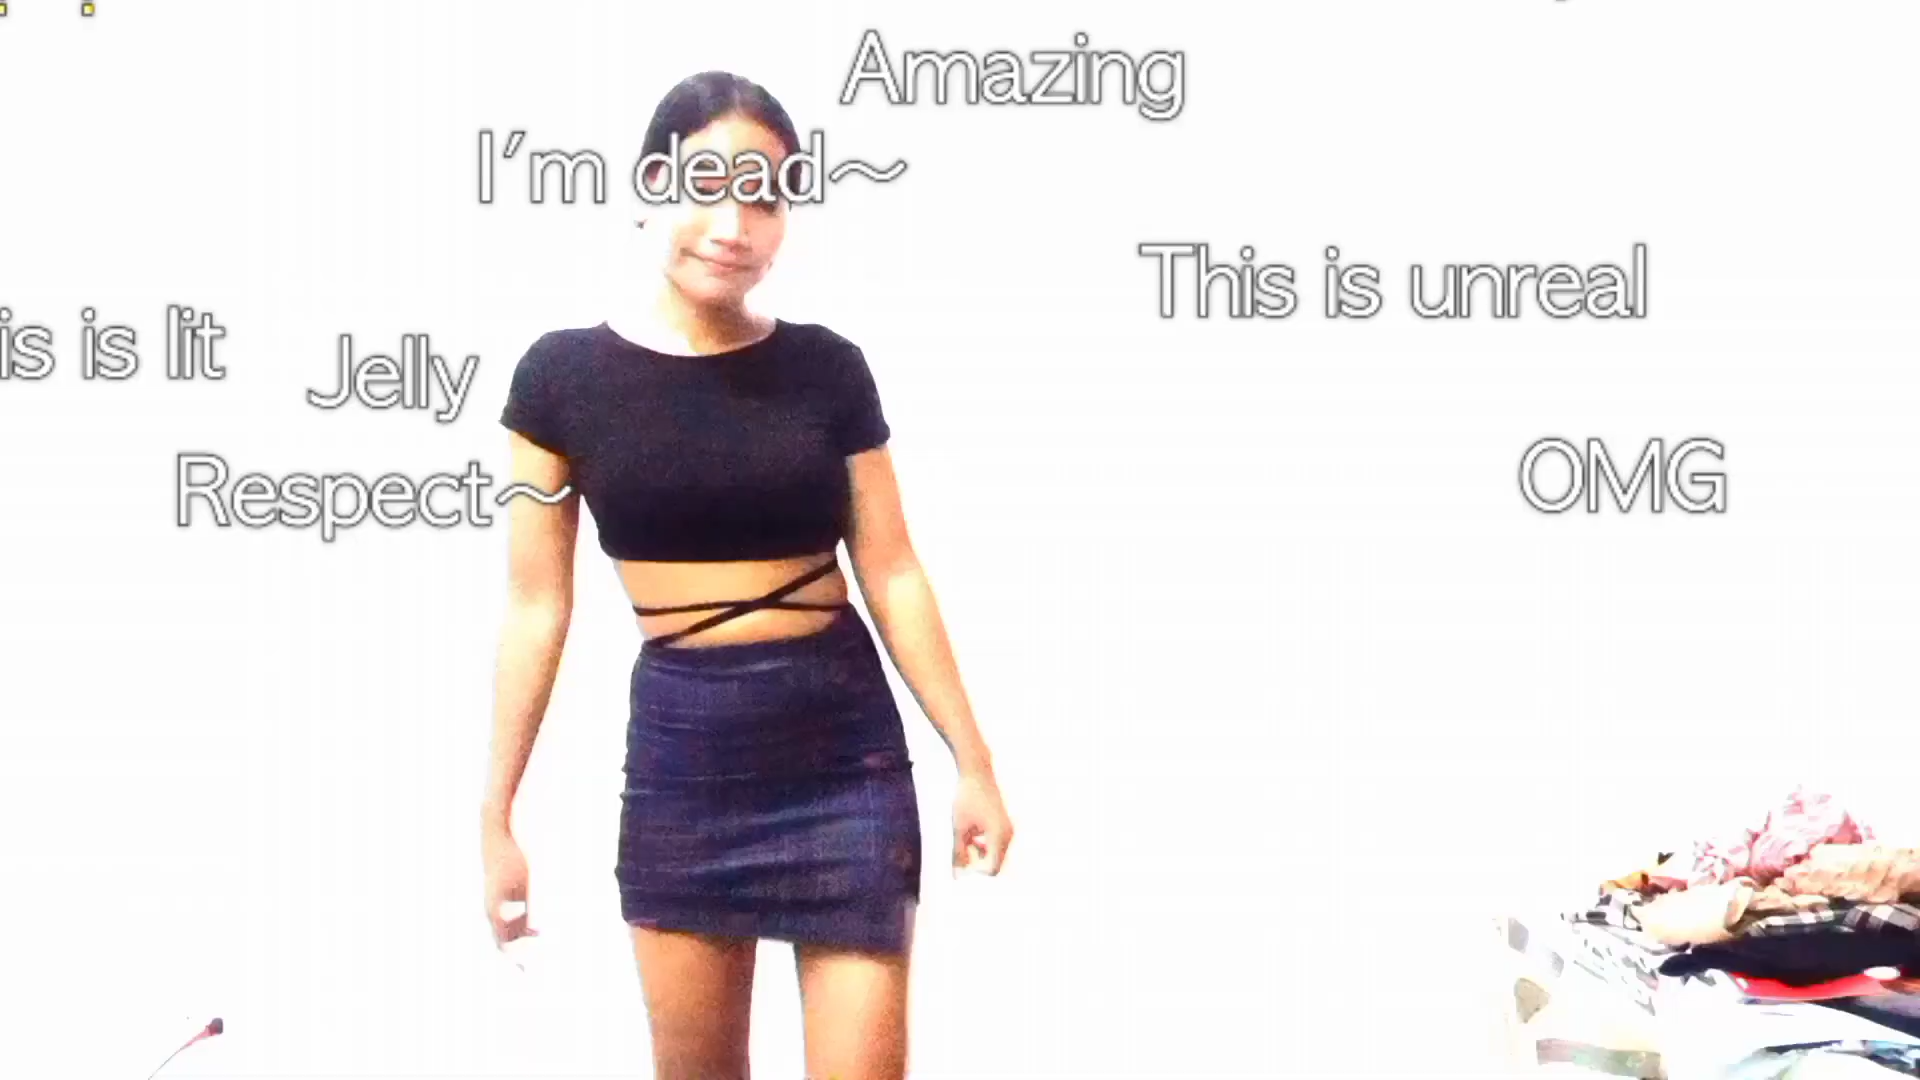 Amazing
I'm dead~
This is unreal
is is lit
Jelly
OMG
Respect~